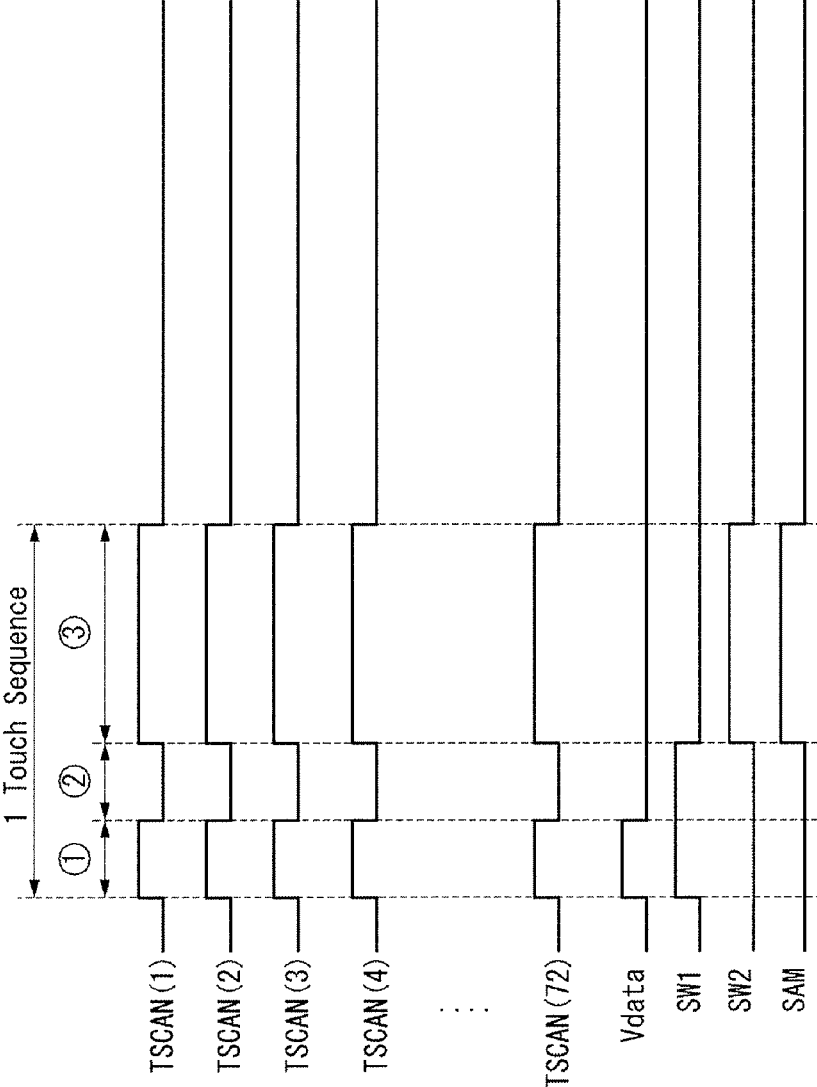 1 Touch Sequence
① ② ③
TSCAN(1)
TSCAN(2)
TSCAN(3)
TSCAN(4)
....
TSCAN(72)
Vdata
SW1
SW2
SAM